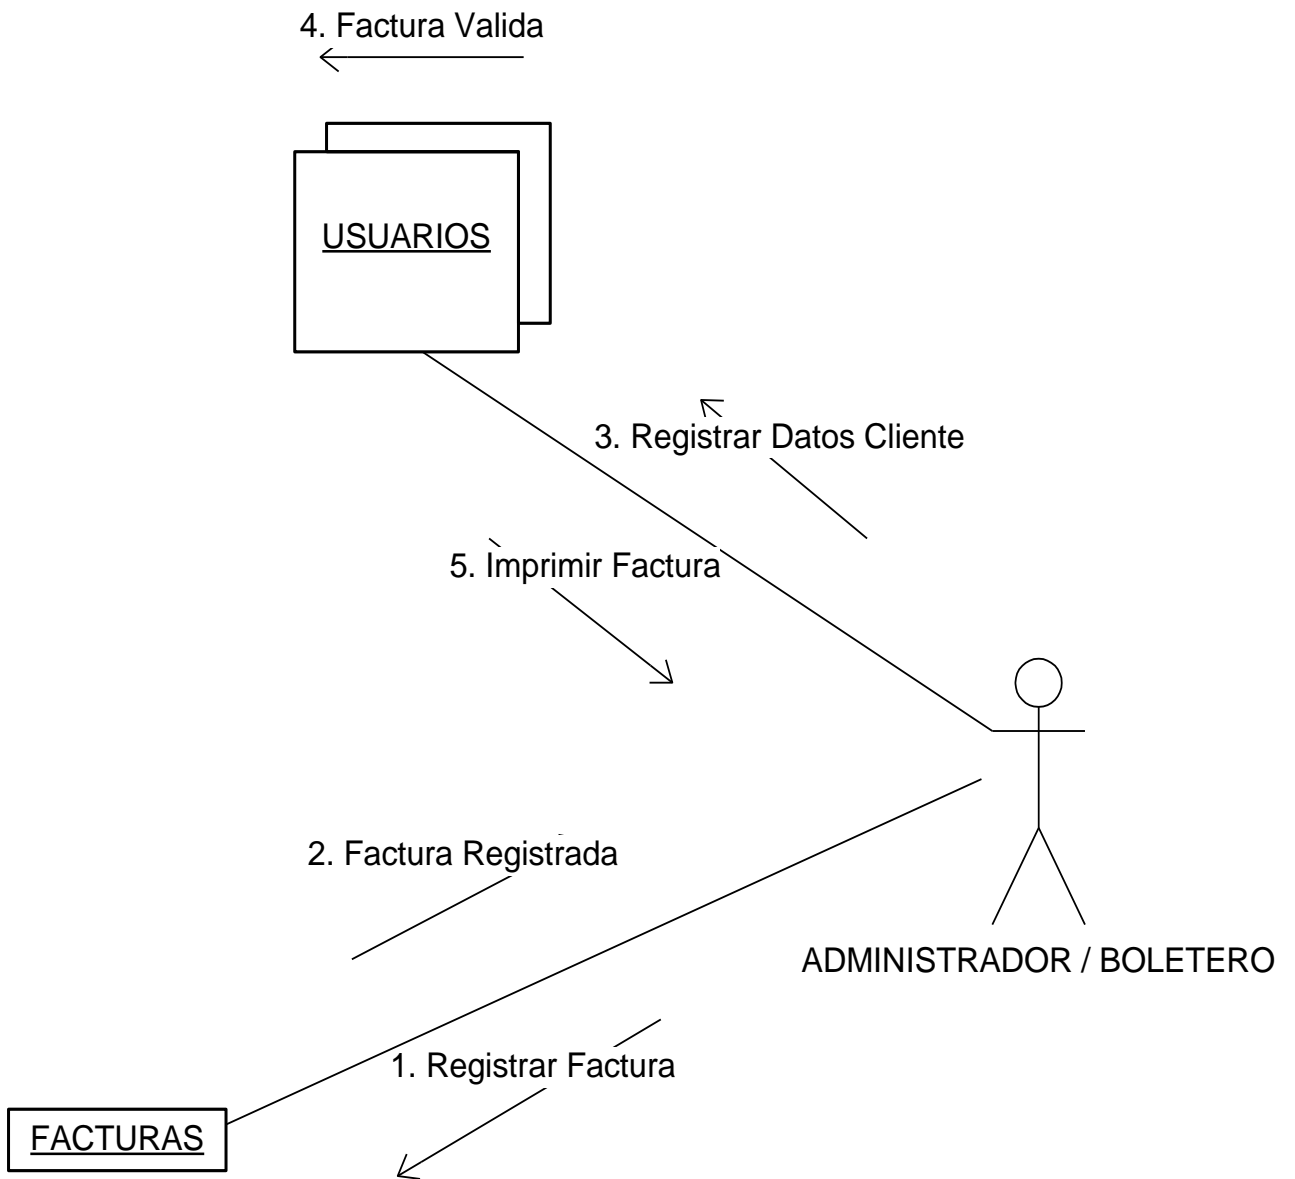 4. Factura Valida
USUARIOS
3. Registrar Datos Cliente
5. Imprimir Factura
2. Factura Registrada
ADMINISTRADOR / BOLETERO
1. Registrar Factura
FACTURAS